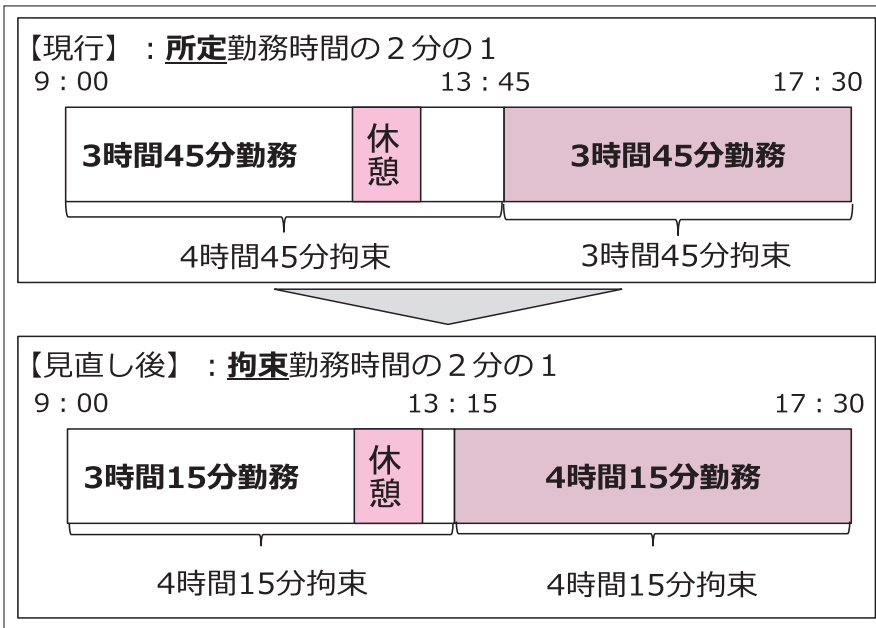 【現行】：所定勤務時間の２分の１
9：00 13：45 17：30
3時間45分勤務 休憩 3時間45分勤務
4時間45分拘束 3時間45分拘束
【見直し後】：拘束勤務時間の２分の１
9：00 13：15 17：30
3時間15分勤務 休憩 4時間15分勤務
4時間15分拘束 4時間15分拘束